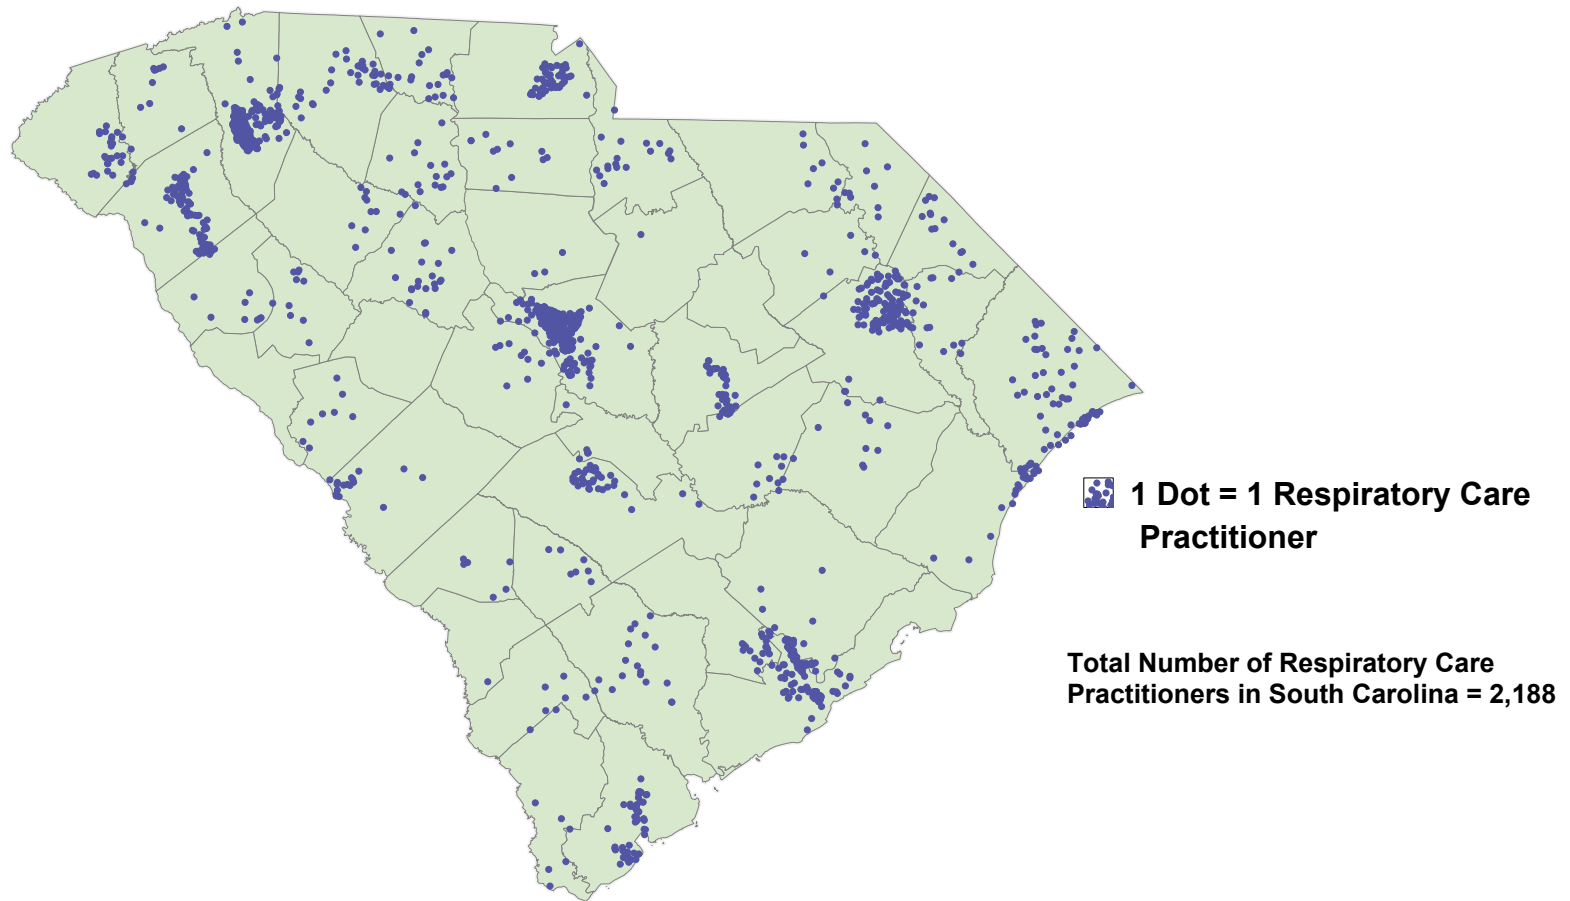 1 Dot = 1 Respiratory Care
Practitioner
Total Number of Respiratory Care
Practitioners in South Carolina = 2,188